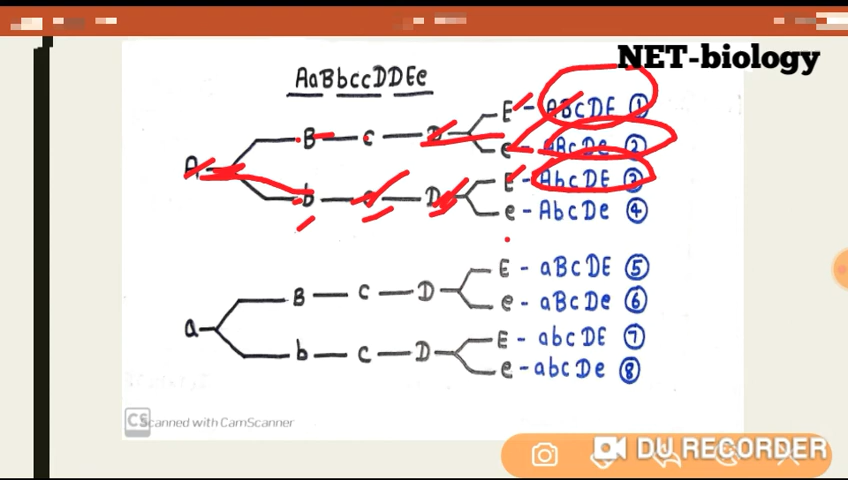 NET-biology
AaBbccDDEe
E - ABcDE ①
A B c D e - ABcDe ②
b c D E - AbcDE ③
e - AbcDe ④
E - aBcDE ⑤
B c D e - aBcDe ⑥
a b c D E - abcDE ⑦
e - abcDe ⑧
CS Scanned with CamScanner
DU RECORDER